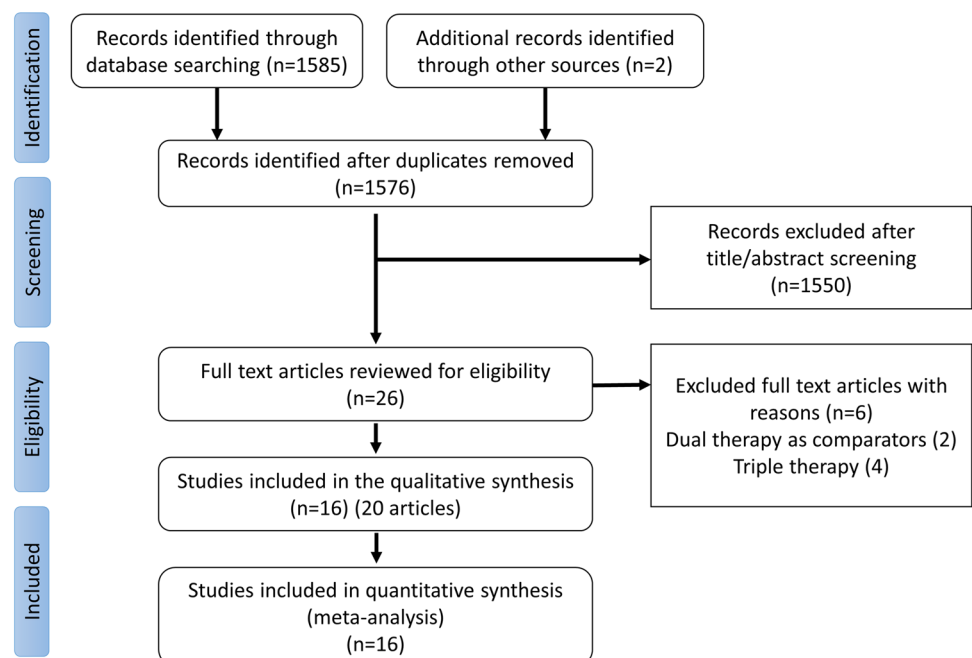 Identification
Records identified through
database searching (n=1585)
Additional records identified
through other sources (n=2)
Records identified after duplicates removed
(n=1576)
Screening
Records excluded after
title/abstract screening
(n=1550)
Eligibility
Full text articles reviewed for eligibility
(n=26)
Excluded full text articles with
reasons (n=6)
Dual therapy as comparators (2)
Triple therapy (4)
Studies included in the qualitative synthesis
(n=16) (20 articles)
Included
Studies included in quantitative synthesis
(meta-analysis)
(n=16)